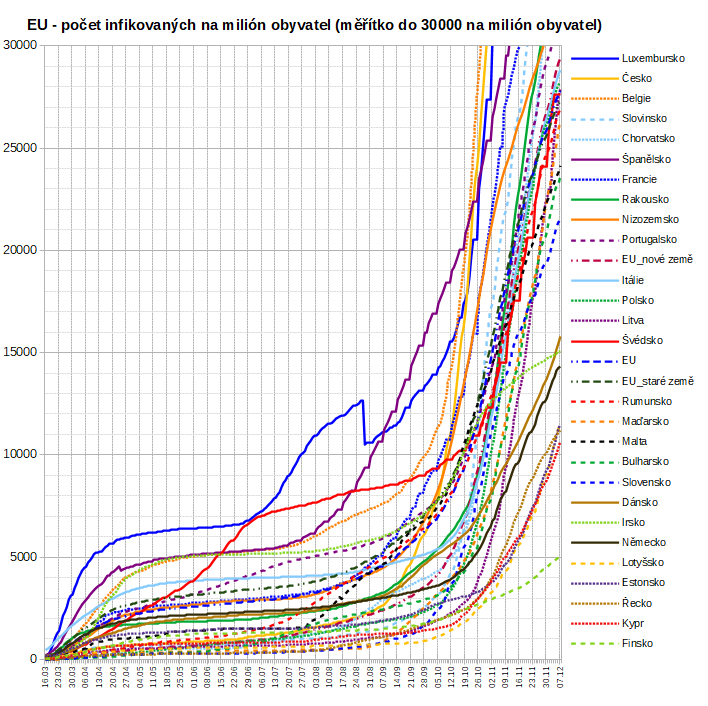 EU - počet infikovaných na milión obyvatel (měřítko do 30000 na milión obyvatel)
30000
25000
20000
15000
10000
5000
0
Luxembursko
Česko
Belgie
Slovinsko
Chorvatsko
Španělsko
Francie
Rakousko
Nizozemsko
Portugalsko
EU_nové země
Itálie
Polsko
Litva
Švédsko
EU
EU_staré země
Rumunsko
Maďarsko
Malta
Bulharsko
Slovensko
Dánsko
Irsko
Německo
Lotyšsko
Estonsko
Řecko
Kypr
Finsko
16.03
23.03
30.03
06.04
13.04
20.04
27.04
04.05
11.05
18.05
25.05
01.06
08.06
15.06
22.06
29.06
06.07
13.07
20.07
27.07
03.08
10.08
17.08
24.08
31.08
07.09
14.09
21.09
28.09
05.10
12.10
19.10
26.10
02.11
09.11
16.11
23.11
30.11
07.12